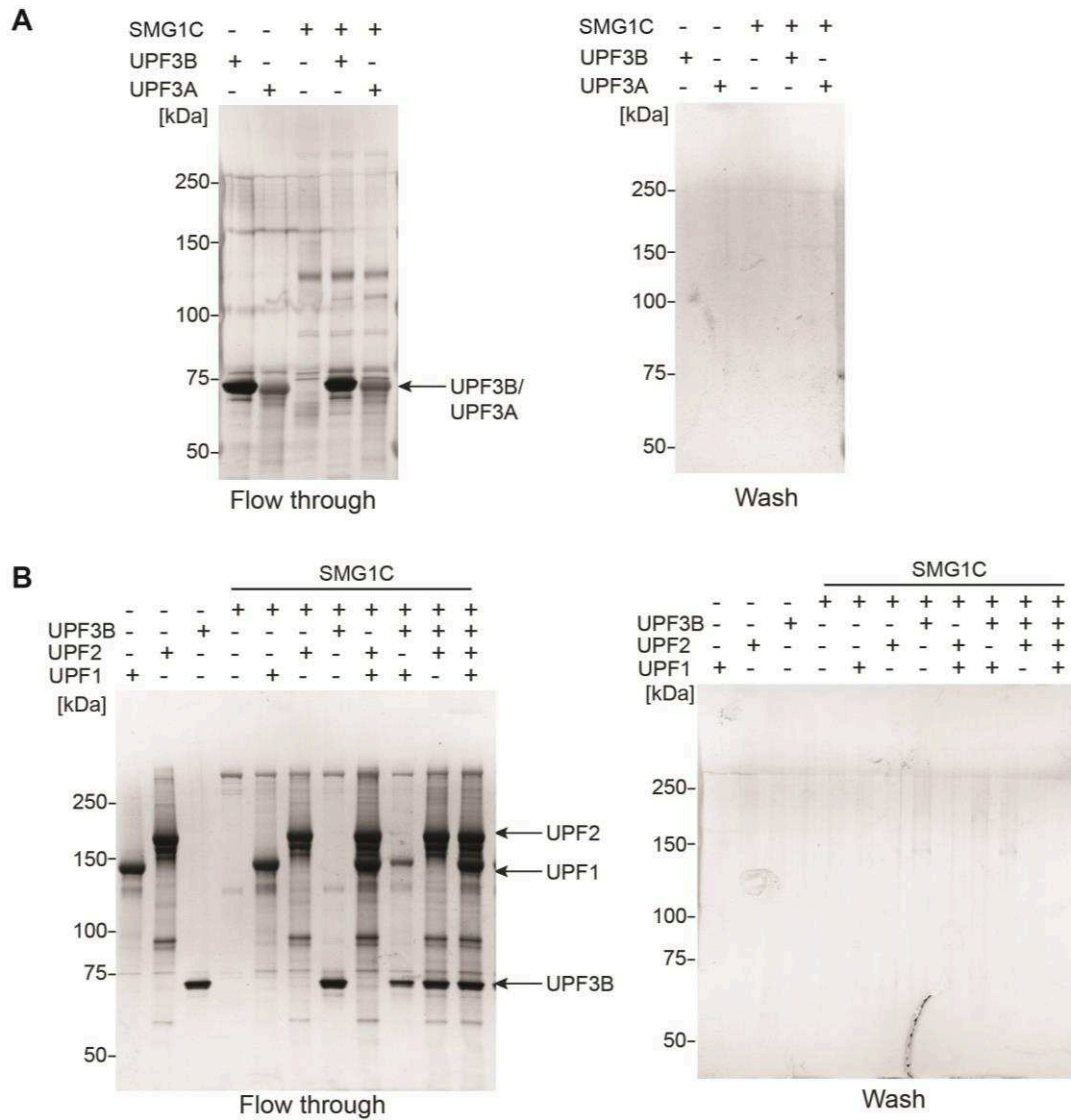 A
SMG1C - - + + +
UPF3B + - - + -
UPF3A - + - - +
[kDa]
250-
150-
100-
75-
50-
UPF3B/
UPF3A
Flow through
SMG1C - - + + +
UPF3B + - - + -
UPF3A - + - - +
[kDa]
250-
150-
100-
75-
50-
Wash
B
SMG1C
- - - + + + + + + + +
UPF3B - - + - - - + - + + +
UPF2 - + - - - + - + - + +
UPF1 + - - - + - - + + - +
[kDa]
250-
150-
100-
75-
50-
UPF2
UPF1
UPF3B
Flow through
SMG1C
- - - + + + + + + + +
UPF3B - - + - - - + - + + +
UPF2 - + - - - + - + - + +
UPF1 + - - - + - - + + - +
[kDa]
250-
150-
100-
75-
50-
Wash